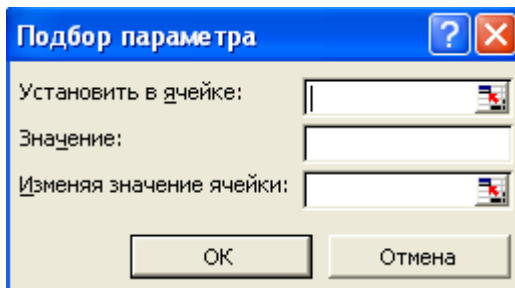 Подбор параметра
Установить в ячейке:
Значение:
Изменяя значение ячейки:
ОК
Отмена